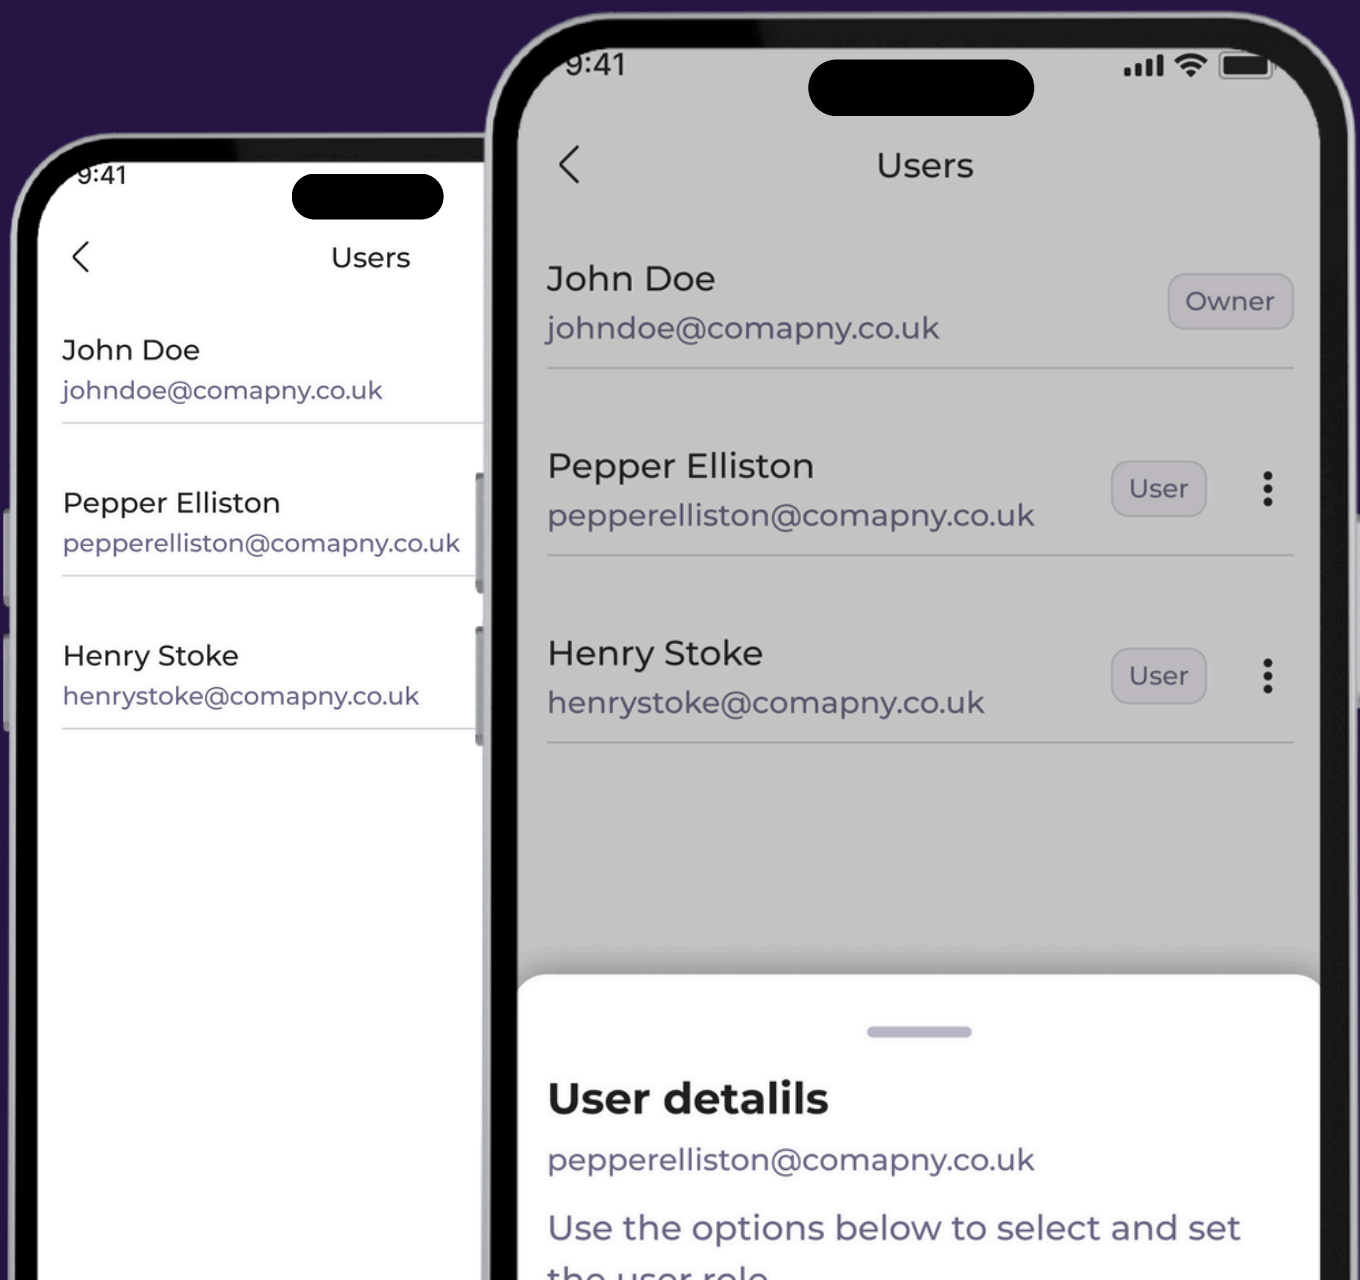 9:41
Users
John Doe
johndoe@comapny.co.uk
Pepper Elliston
pepperelliston@comapny.co.uk
Henry Stoke
henrystoke@comapny.co.uk
9:41
Users
John Doe
johndoe@comapny.co.uk
Owner
Pepper Elliston
pepperelliston@comapny.co.uk
User
Henry Stoke
henrystoke@comapny.co.uk
User
User detalils
pepperelliston@comapny.co.uk
Use the options below to select and set
the user role